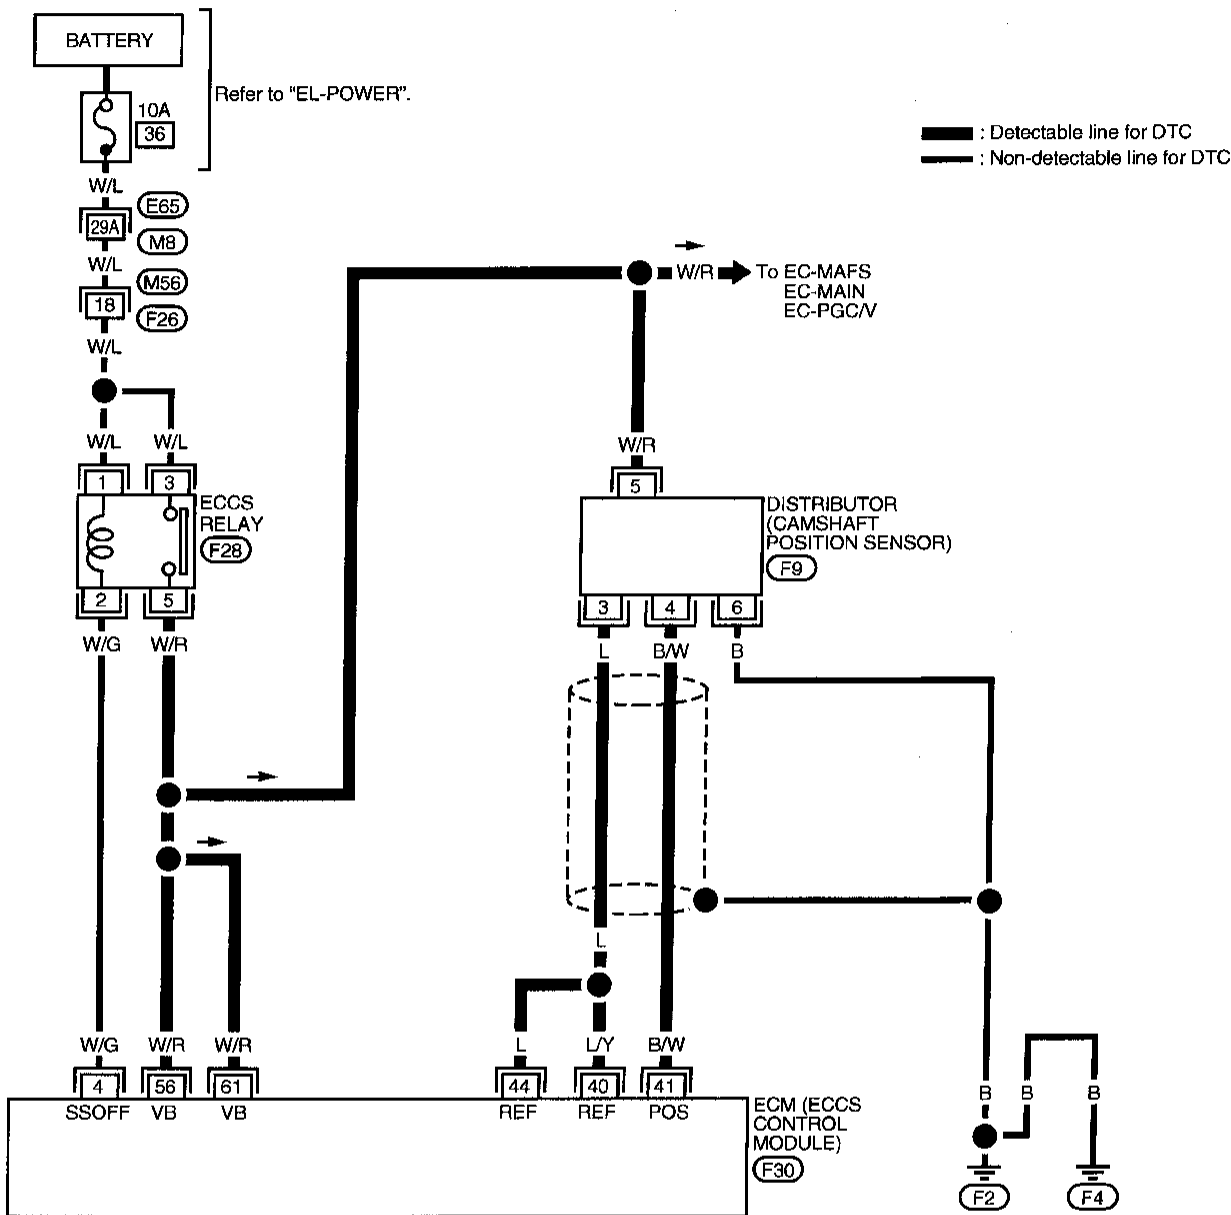 BATTERY
Refer to "EL-POWER".
10A
36
: Detectable line for DTC
: Non-detectable line for DTC
W/L
E65
29A
M8
W/L
M56
18
F26
W/L
W/R
To EC-MAFS
EC-MAIN
EC-PGC/V
W/L
W/L
W/R
1
3
5
ECCS
RELAY
F28
DISTRIBUTOR
(CAMSHAFT
POSITION SENSOR)
F9
2
5
3
4
6
W/G
W/R
L
B/W
B
L
W/G
W/R
W/R
L
L/Y
B/W
4
56
61
44
40
41
SSOFF
VB
VB
REF
REF
POS
ECM (ECCS
CONTROL
MODULE)
F30
B
B
B
F2
F4